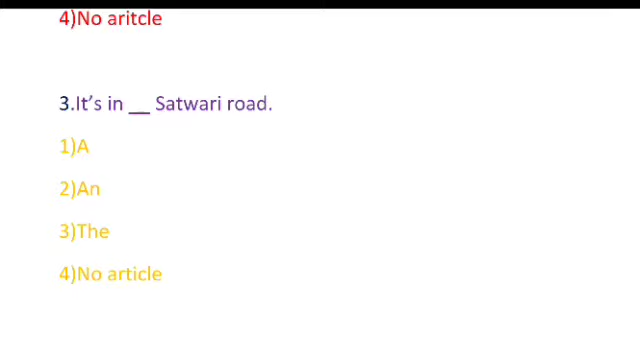 4)No aritcle
3.It’s in __ Satwari road.
1)A
2)An
3)The
4)No article